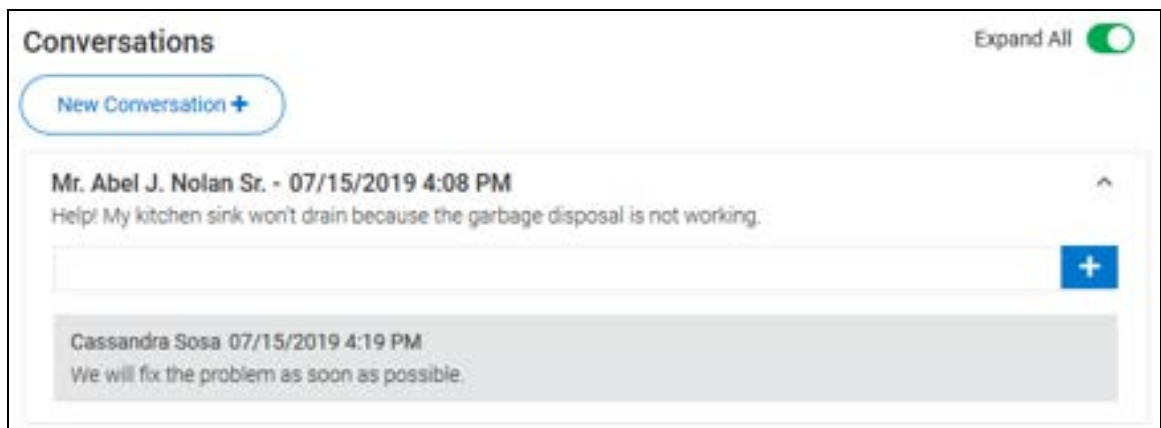 Conversations
Expand All
New Conversation +
Mr. Abel J. Nolan Sr. - 07/15/2019 4:08 PM
Help! My kitchen sink won't drain because the garbage disposal is not working.
+
Cassandra Sosa 07/15/2019 4:19 PM
We will fix the problem as soon as possible.